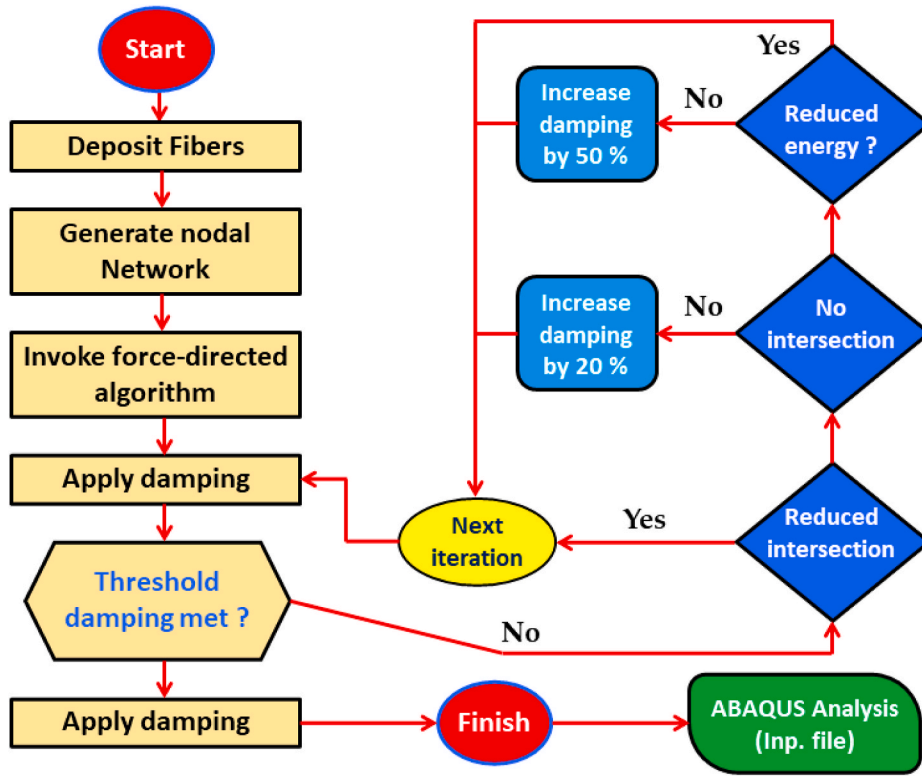 Start
Deposit Fibers
Generate nodal
Network
Invoke force-directed
algorithm
Apply damping
Threshold
damping met ?
Apply damping
Finish
ABAQUS Analysis
(Inp. file)
No
Reduced
intersection
Yes
Next
iteration
No
intersection
No
Increase
damping
by 20 %
Reduced
energy ?
No
Increase
damping
by 50 %
Yes